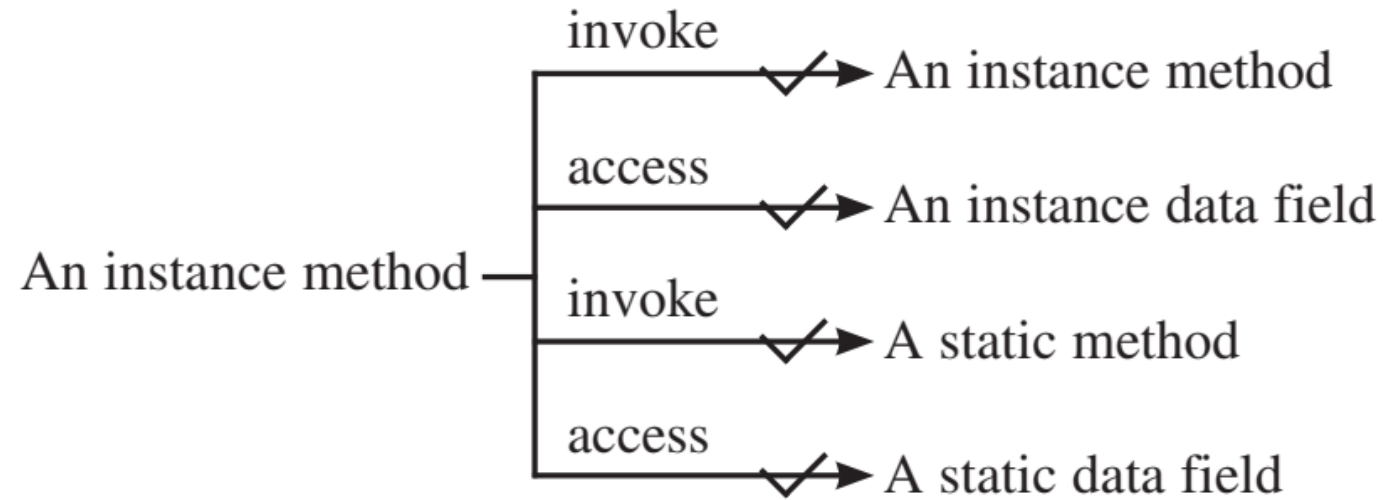 invoke
An instance method
access
An instance data field
An instance method
invoke
A static method
access
A static data field